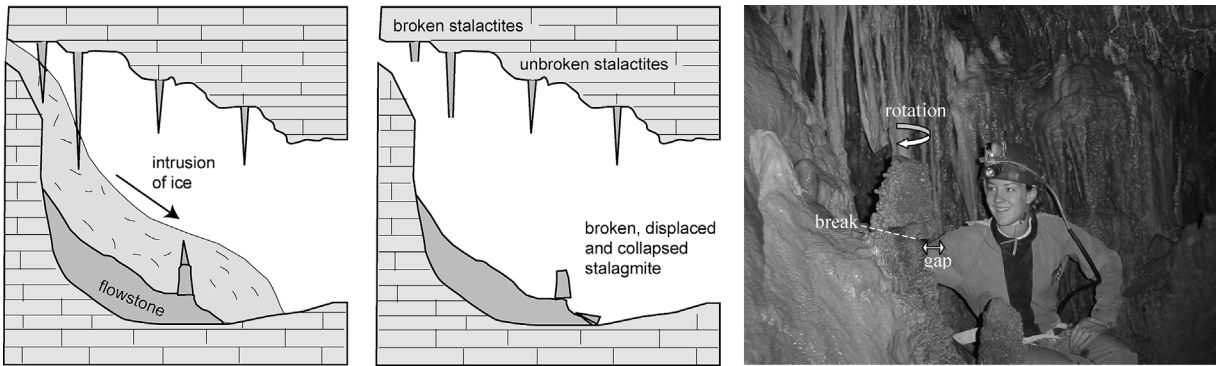 intrusion
of ice
flowstone
broken stalactites
unbroken stalactites
broken, displaced
and collapsed
stalagmite
rotation
break
gap